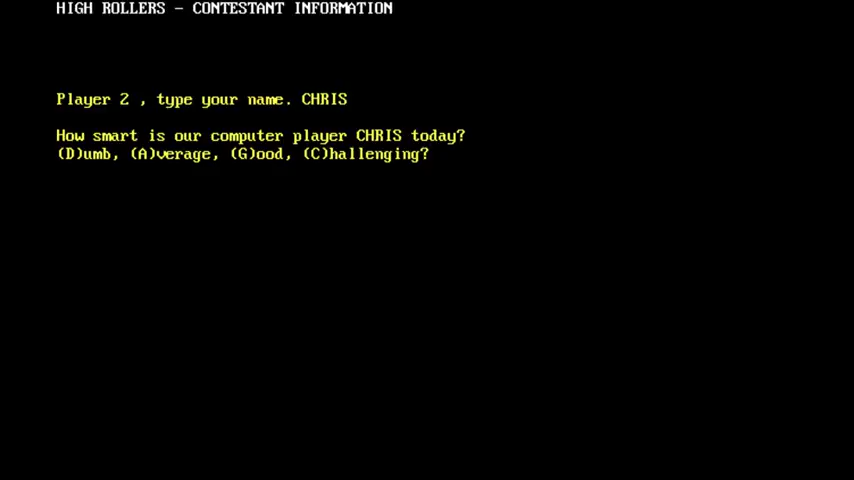 HIGH ROLLERS - CONTESTANT INFORMATION
Player 2 , type your name. CHRIS
How smart is our computer player CHRIS today?
(D)umb, (A)verage, (G)ood, (C)hallenging?